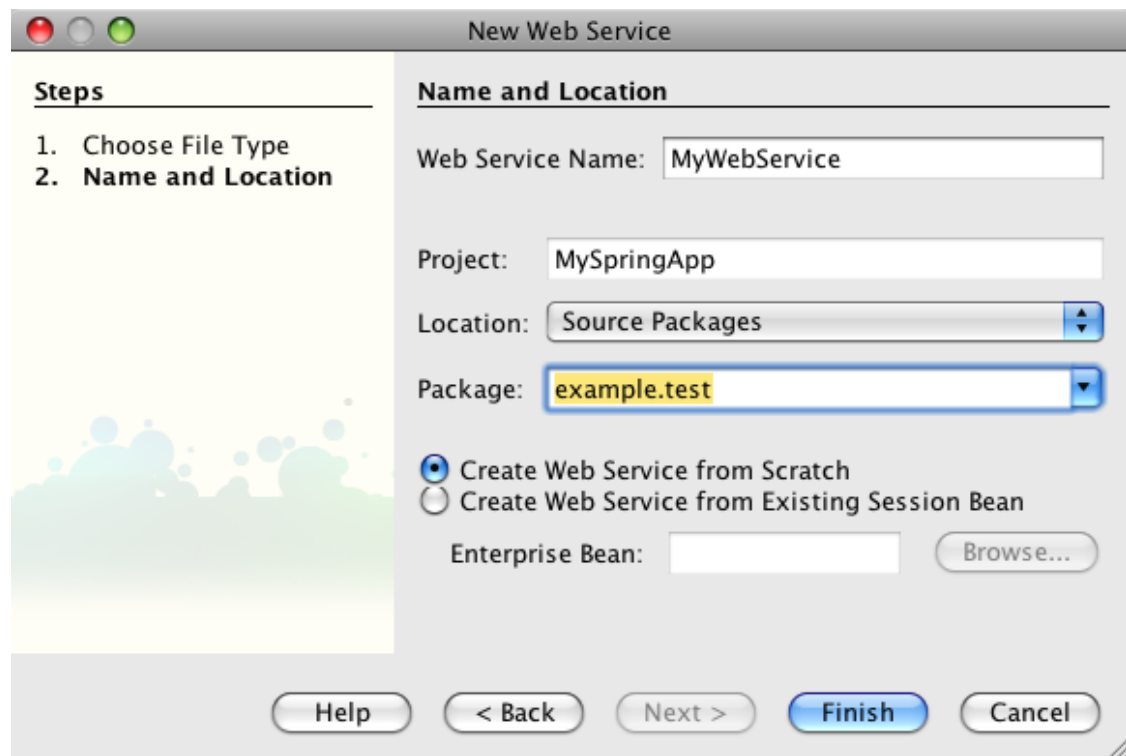 New Web Service
Steps
1. Choose File Type
2. Name and Location
Name and Location
Web Service Name: MyWebService
Project: MySpringApp
Location: Source Packages
Package: example.test
Create Web Service from Scratch
Create Web Service from Existing Session Bean
Enterprise Bean: Browse...
Help < Back Next > Finish Cancel